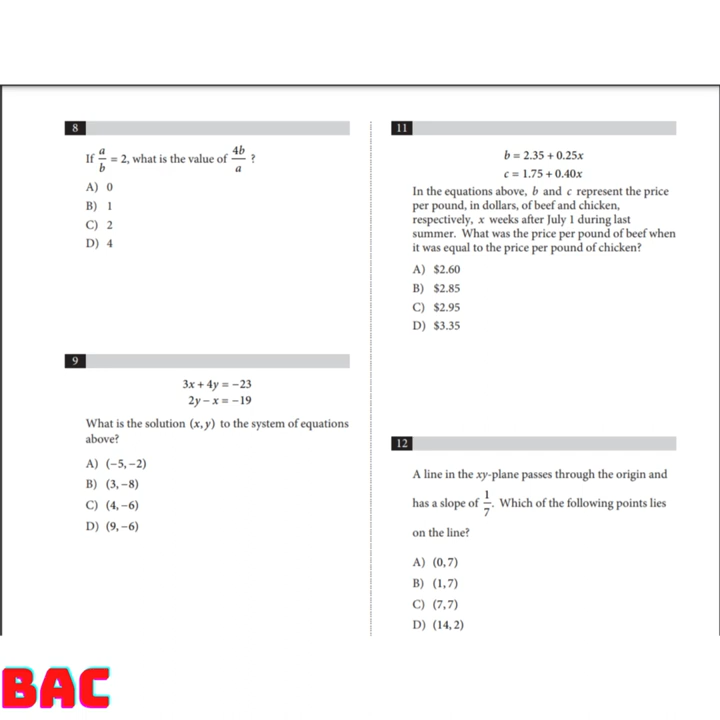 8
If a/b = 2, what is the value of 4b/a ?
A) 0
B) 1
C) 2
D) 4
9
3x + 4y = −23
2y − x = −19
What is the solution (x, y) to the system of equations
above?
A) (−5, −2)
B) (3, −8)
C) (4, −6)
D) (9, −6)
11
b = 2.35 + 0.25x
c = 1.75 + 0.40x
In the equations above, b and c represent the price
per pound, in dollars, of beef and chicken,
respectively, x weeks after July 1 during last
summer. What was the price per pound of beef when
it was equal to the price per pound of chicken?
A) $2.60
B) $2.85
C) $2.95
D) $3.35
12
A line in the xy-plane passes through the origin and
has a slope of 1/7. Which of the following points lies
on the line?
A) (0, 7)
B) (1, 7)
C) (7, 7)
D) (14, 2)
BAC